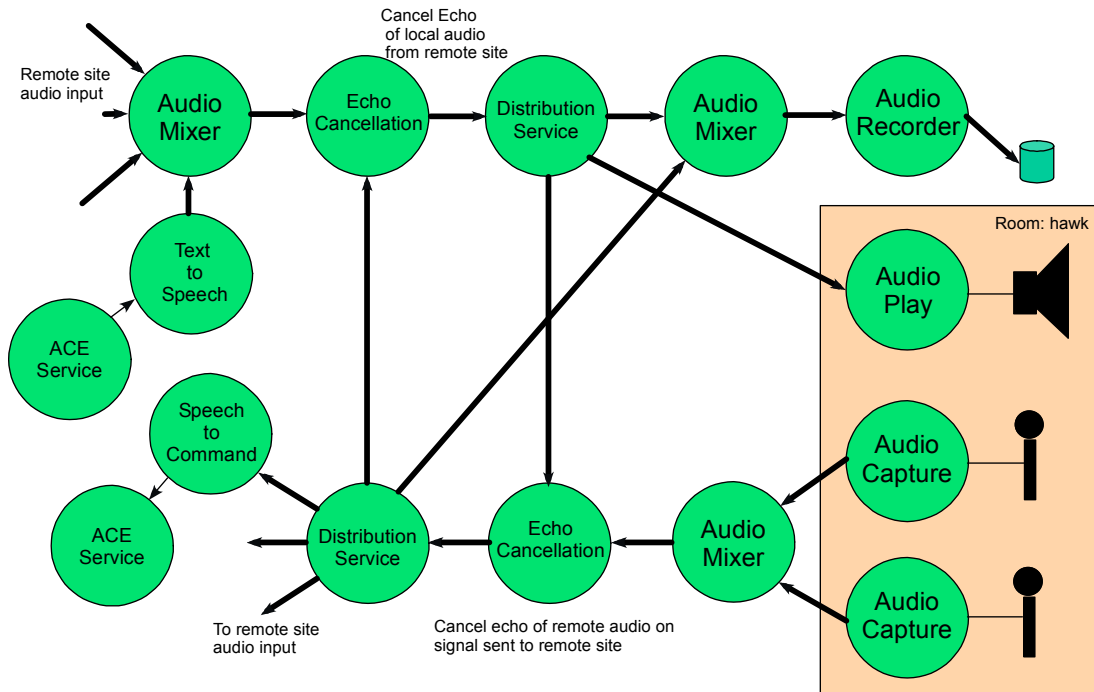 Cancel Echo
of local audio
from remote site
Remote site
audio input
Audio
Mixer
Echo
Cancellation
Distribution
Service
Audio
Mixer
Audio
Recorder
Text
to
Speech
ACE
Service
Room: hawk
Audio
Play
Speech
to
Command
ACE
Service
Distribution
Service
Echo
Cancellation
Audio
Mixer
Audio
Capture
Audio
Capture
To remote site
audio input
Cancel echo of remote audio on
signal sent to remote site